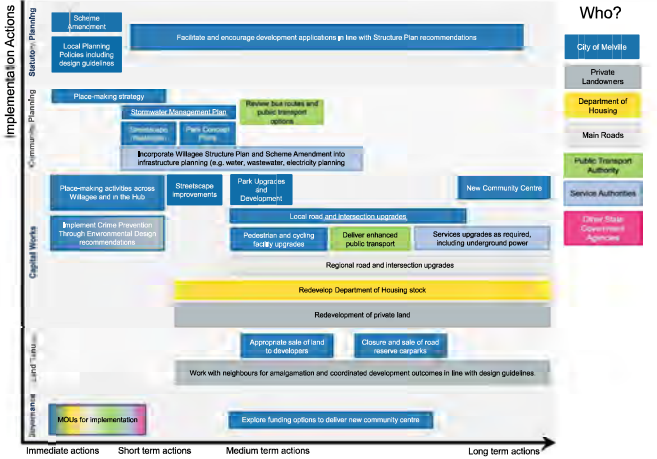 Implementation Actions
Statutory Planning
Scheme
Amendment
Local Planning
Policies including
design guidelines
Facilitate and encourage development applications in line with Structure Plan recommendations
Community Planning
Place-making strategy
Stormwater Management Plan
Streetscape
Park Concept
Plans
Review bus routes and
public transport
options
Incorporate Willagee Structure Plan and Scheme Amendment into
infrastructure planning (e.g. water, wastewater, electricity planning
Capital Works
Place-making activities across
Willagee and in the Hub
Streetscape
improvements
Park Upgrades
and
Development
New Community Centre
Local road and intersection upgrades
Implement Crime Prevention
Through Environmental Design
recommendations
Pedestrian and cycling
facility upgrades
Deliver enhanced
public transport
Services upgrades as required,
including underground power
Regional road and intersection upgrades
Redevelop Department of Housing stock
Redevelopment of private land
Land
Appropriate sale of land
to developers
Closure and sale of road
reserve carparks
Work with neighbours for amalgamation and coordinated development outcomes in line with design guidelines.
Governance
MOUs for implementation
Explore funding options to deliver new community centre
Immediate actions
Short term actions
Medium term actions
Long term actions
Who?
City of Melville
Private
Landowners
Department of
Housing
Main Roads
Public Transport
Authority
Service Authorities
Other State
Government
Agencies